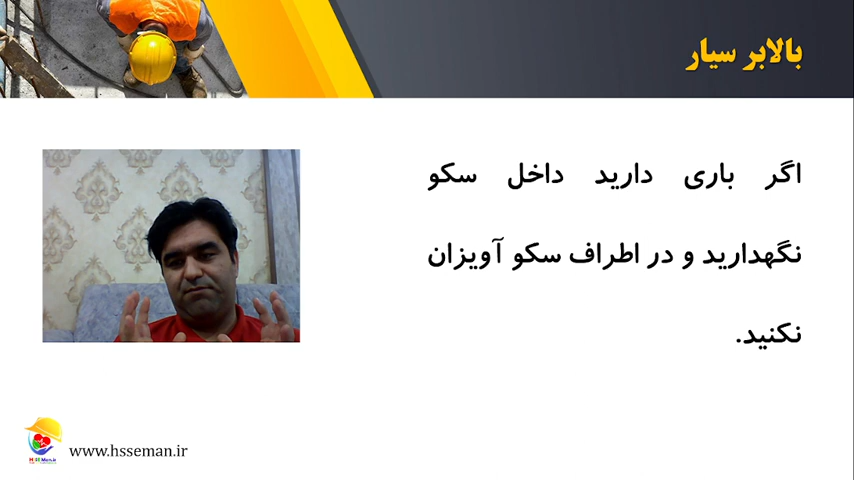 بالابر سیار
اگر باری دارید داخل سکو
نگهدارید و در اطراف سکو آویزان
نکنید.
www.hsseman.ir